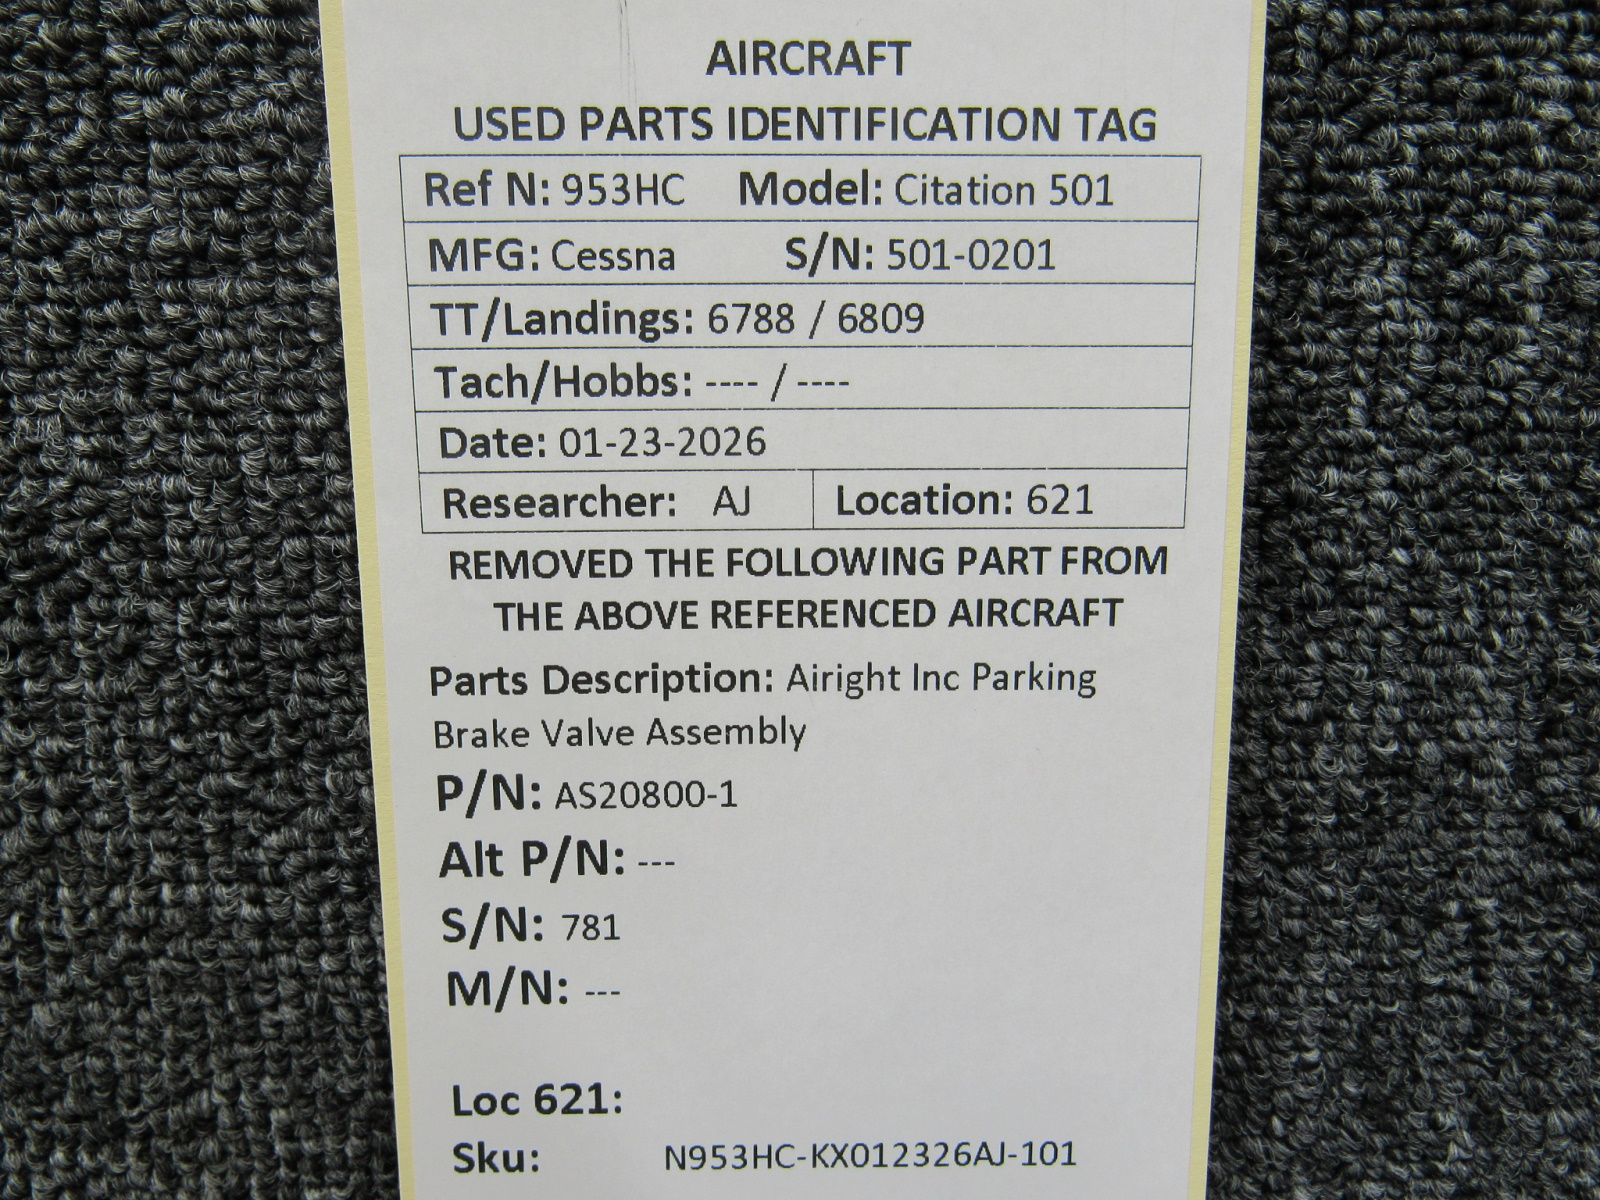 AIRCRAFT
USED PARTS IDENTIFICATION TAG
Ref N: 953HC Model: Citation 501
MFG: Cessna S/N: 501-0201
TT/Landings: 6788 / 6809
Tach/Hobbs: ---- / ----
Date: 01-23-2026
Researcher: AJ Location: 621
REMOVED THE FOLLOWING PART FROM
THE ABOVE REFERENCED AIRCRAFT
Parts Description: Airight Inc Parking
Brake Valve Assembly
P/N: AS20800-1
Alt P/N: ---
S/N: 781
M/N: ---
Loc 621:
Sku: N953HC-KX012326AJ-101